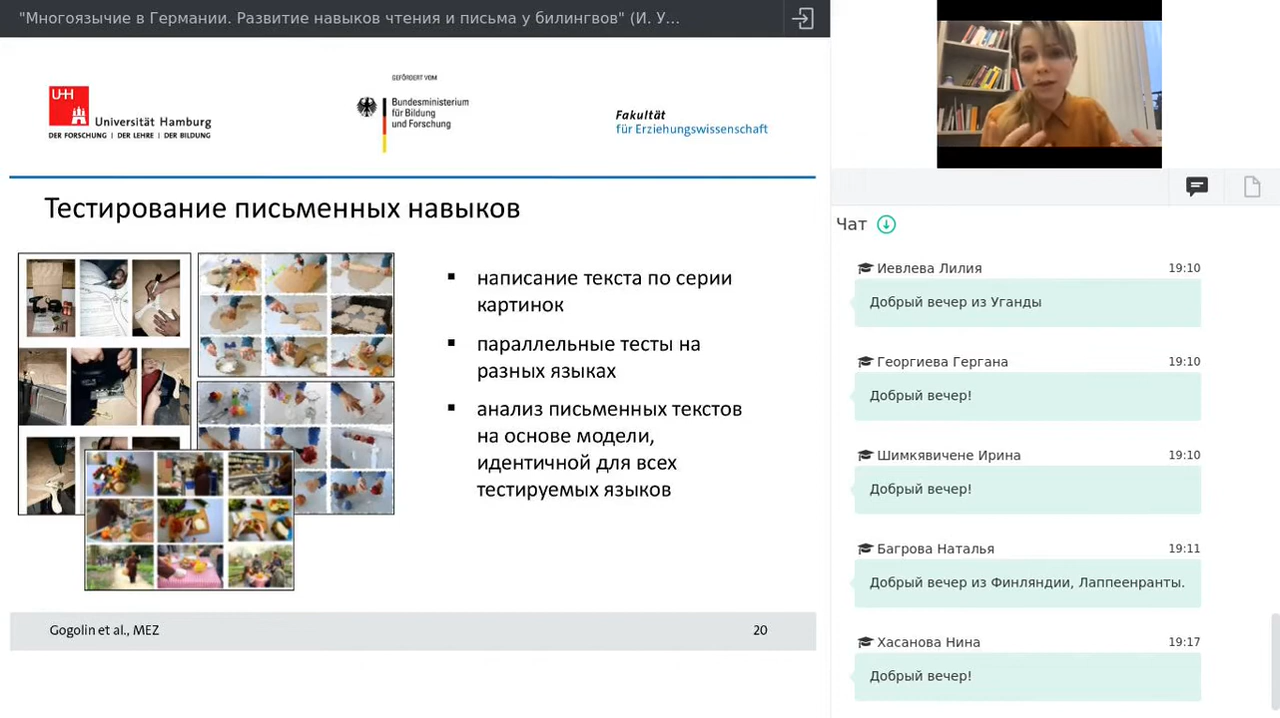 "Многоязычие в Германии. Развитие навыков чтения и письма у билингвов" (И. У...
UH
Universität Hamburg
DER FORSCHUNG | DER LEHRE | DER BILDUNG
GEFÖRDERT VOM
Bundesministerium
für Bildung
und Forschung
Fakultät
für Erziehungswissenschaft
Тестирование письменных навыков
▪ написание текста по серии
картинок
▪ параллельные тесты на
разных языках
▪ анализ письменных текстов
на основе модели,
идентичной для всех
тестируемых языков
Gogolin et al., MEZ
20
Чат
Иевлева Лилия 19:10
Добрый вечер из Уганды
Георгиева Гергана 19:10
Добрый вечер!
Шимкявичене Ирина 19:10
Добрый вечер!
Багрова Наталья 19:11
Добрый вечер из Финляндии, Лаппеенранты.
Хасанова Нина 19:17
Добрый вечер!